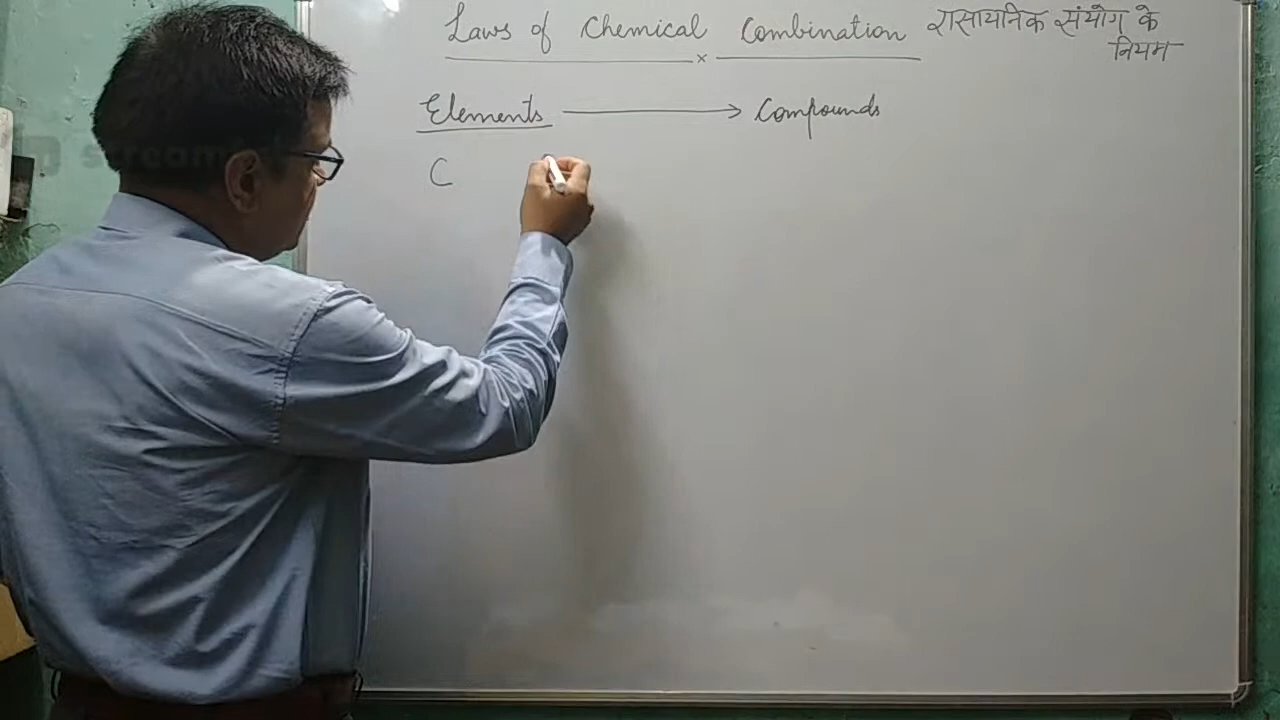 Laws of Chemical Combination रासायनिक संयोग के
नियम
Elements → Compounds
C